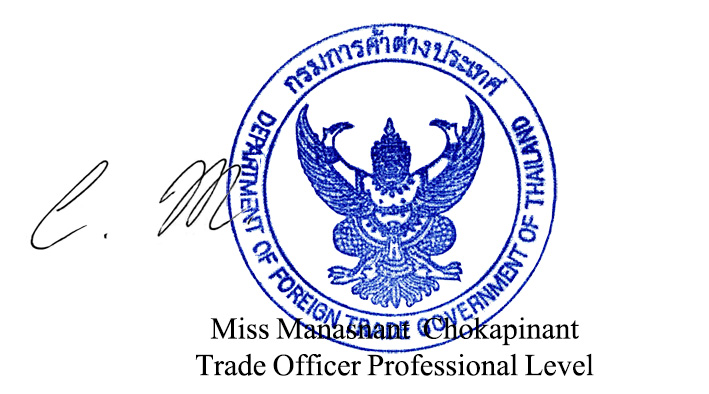 กรมการค้าต่างประเทศ
DEPARTMENT OF FOREIGN TRADE GOVERNMENT OF THAILAND
C. M
Miss Manasnant Chokapinant
Trade Officer Professional Level